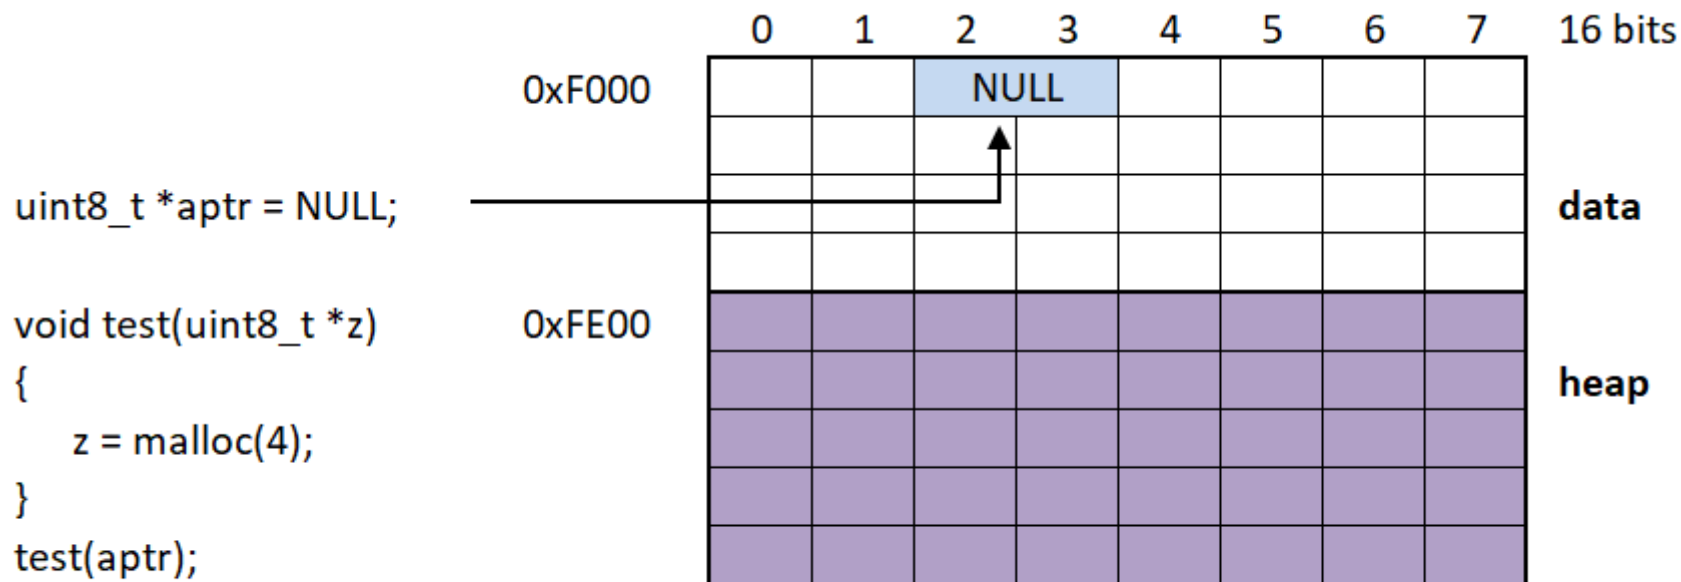 0 1 2 3 4 5 6 7 16 bits
0xF000 NULL
uint8_t *aptr = NULL; data
void test(uint8_t *z) 0xFE00
{ heap
z = malloc(4);
}
test(aptr);